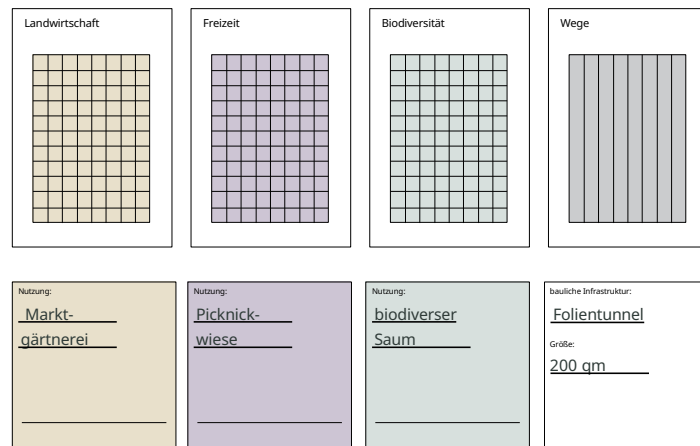 Landwirtschaft
Freizeit
Biodiversität
Wege
Nutzung:
Markt-
gärtnerei
Nutzung:
Picknick-
wiese
Nutzung:
biodiverser
Saum
bauliche Infrastruktur:
Folientunnel
Größe:
200 qm